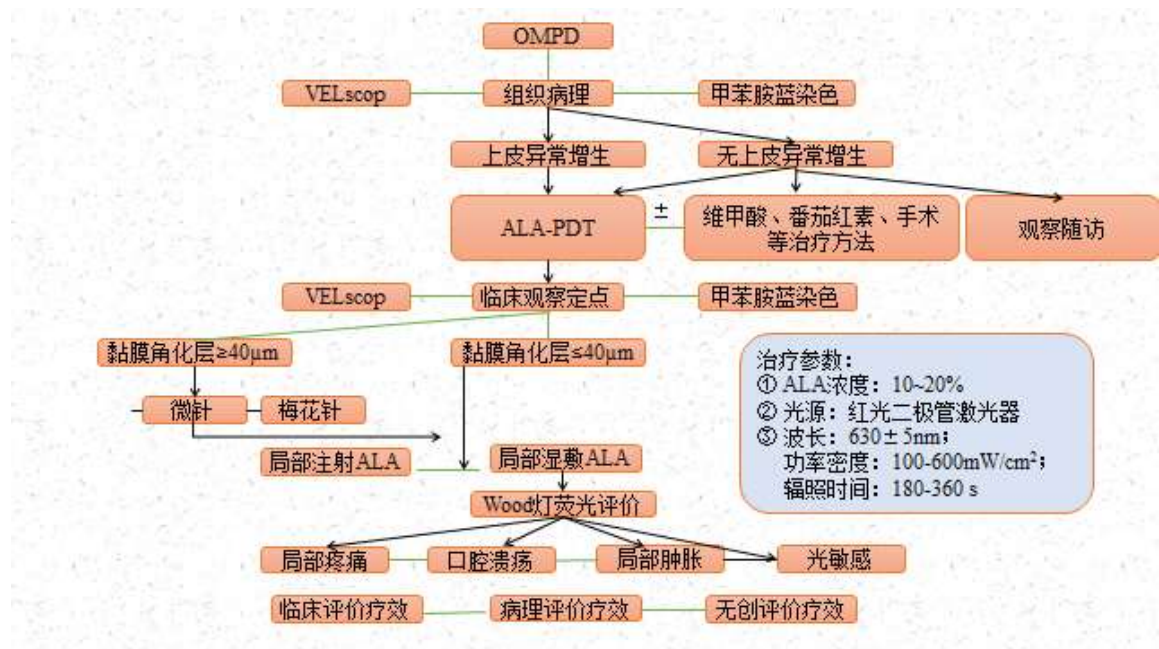 OMPD
VELscop
组织病理
甲苯胺蓝染色
上皮异常增生
无上皮异常增生
ALA-PDT
±
维甲酸、番茄红素、手术
等治疗方法
观察随访
VELscop
临床观察定点
甲苯胺蓝染色
黏膜角化层≥40μm
黏膜角化层≤40μm
微针
梅花针
局部注射ALA
局部湿敷ALA
Wood灯荧光评价
局部疼痛
口腔溃疡
局部肿胀
光敏感
临床评价疗效
病理评价疗效
无创评价疗效
治疗参数：
① ALA浓度：10~20%
② 光源：红光二极管激光器
③ 波长：630±5nm；
功率密度：100-600mW/cm²；
辐照时间：180-360 s